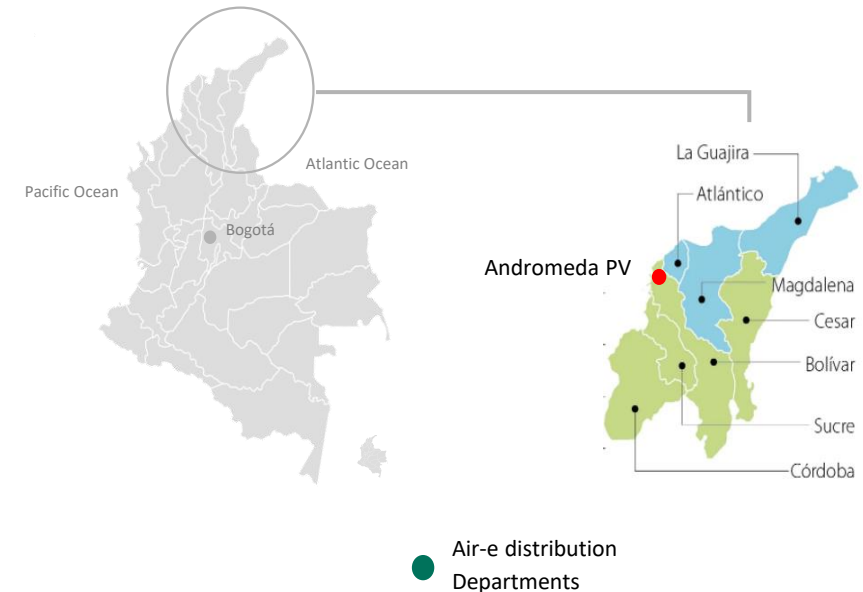 Atlantic Ocean
Pacific Ocean
Bogotá
La Guajira
Atlántico
Andromeda PV
Magdalena
Cesar
Bolívar
Sucre
Córdoba
Air-e distribution
Departments